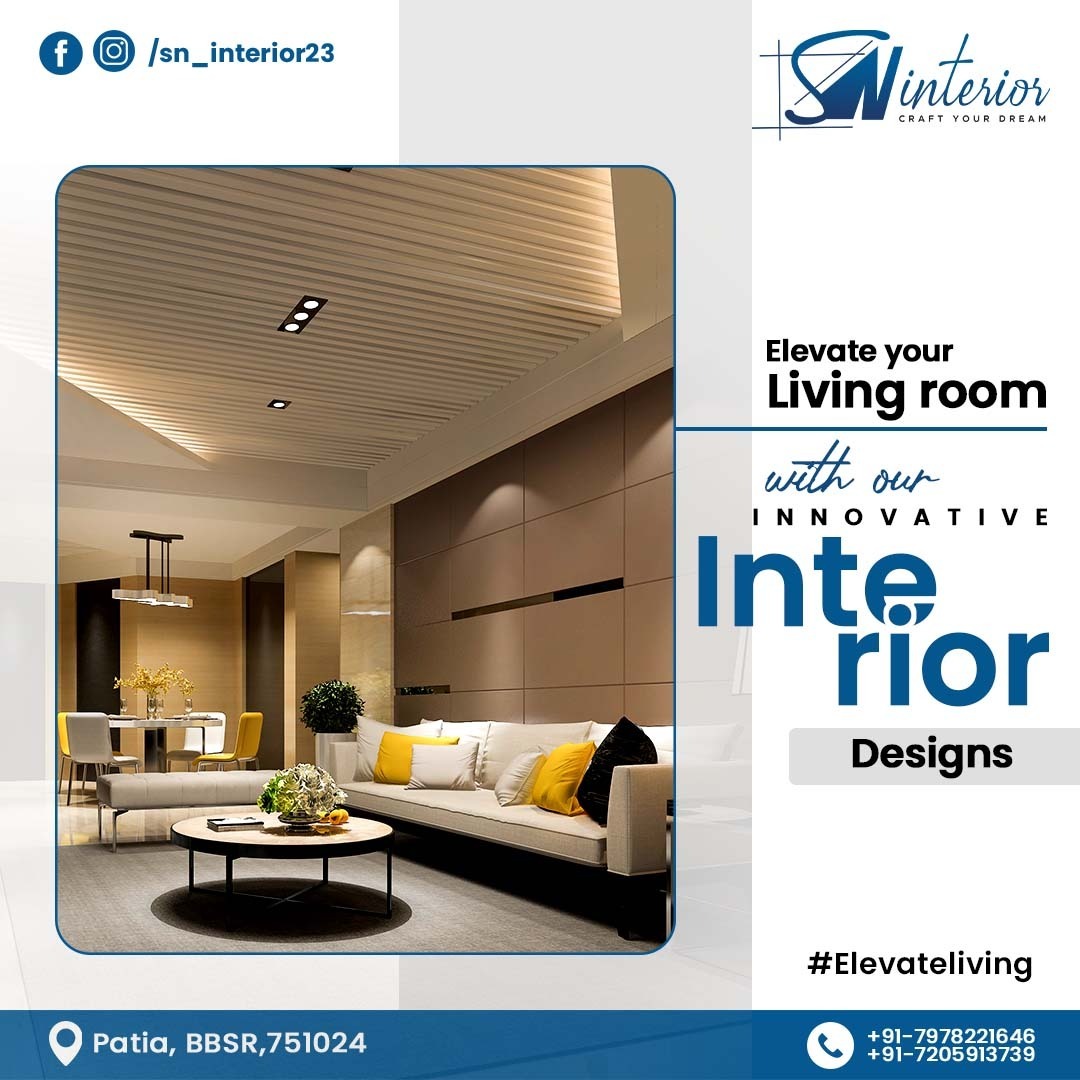 /sn_interior23
SN interior
CRAFT YOUR DREAM
Elevate your
Living room
with our
INNOVATIVE
Inte
rior
Designs
#Elevateliving
Patia, BBSR,751024
+91-7978221646
+91-7205913739